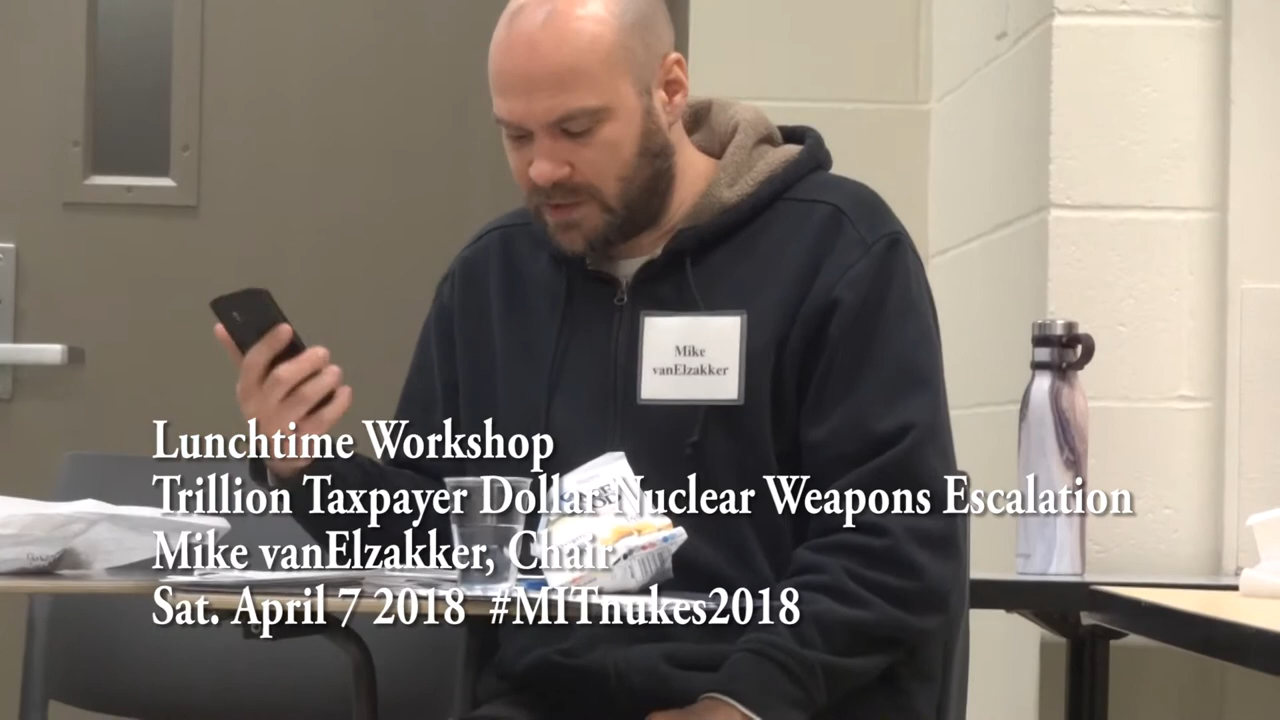 Mike
vanElzakker
Lunchtime Workshop
Trillion Taxpayer Dollar Nuclear Weapons Escalation
Mike vanElzakker, Chair
Sat. April 7 2018 #MITnukes2018